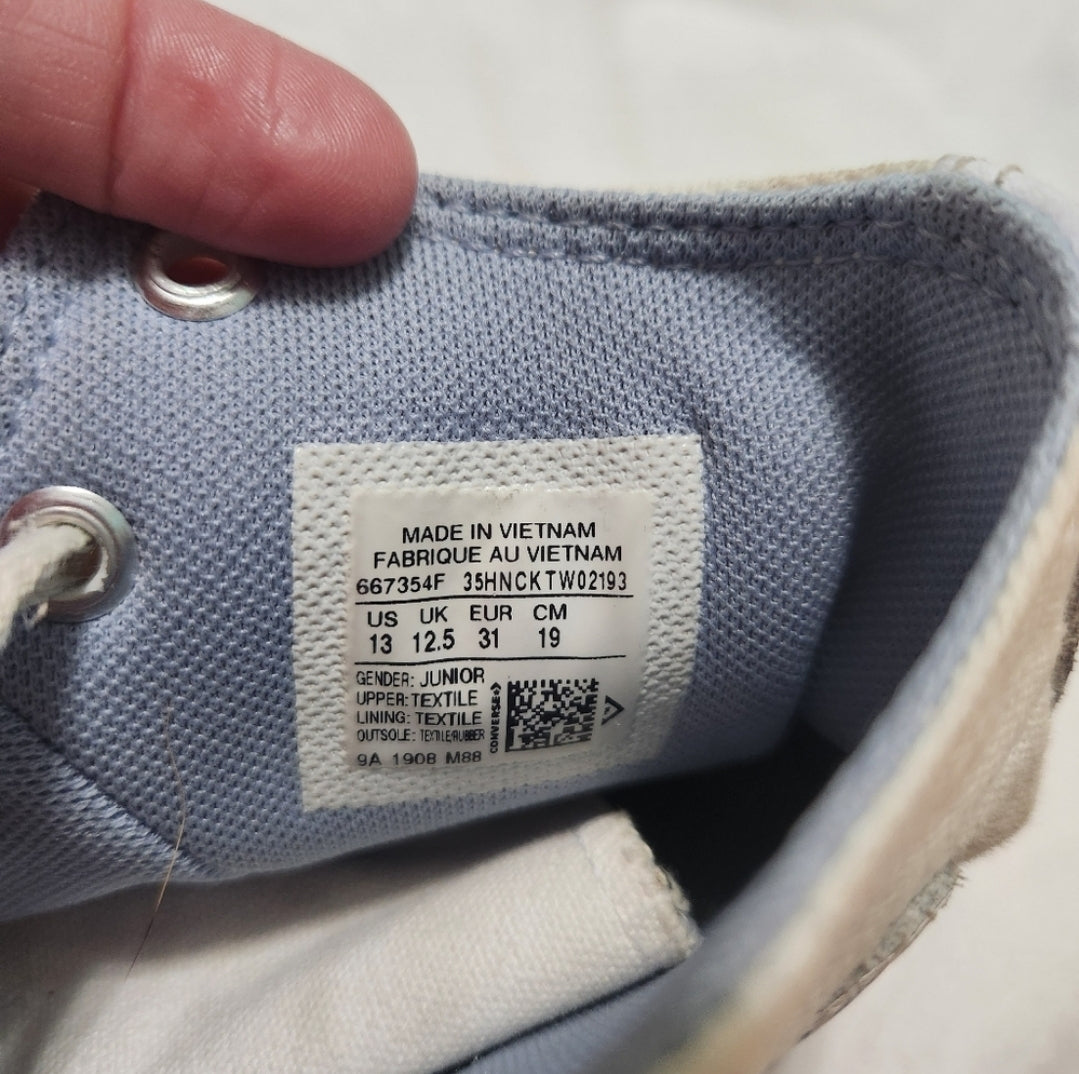 MADE IN VIETNAM
FABRIQUE AU VIETNAM
667354F 35HNCKTW02193
US UK EUR CM
13 12.5 31 19
GENDER: JUNIOR
UPPER: TEXTILE
LINING: TEXTILE
OUTSOLE: TEXTILE/RUBBER
CONVERSE
9A 1908 M88